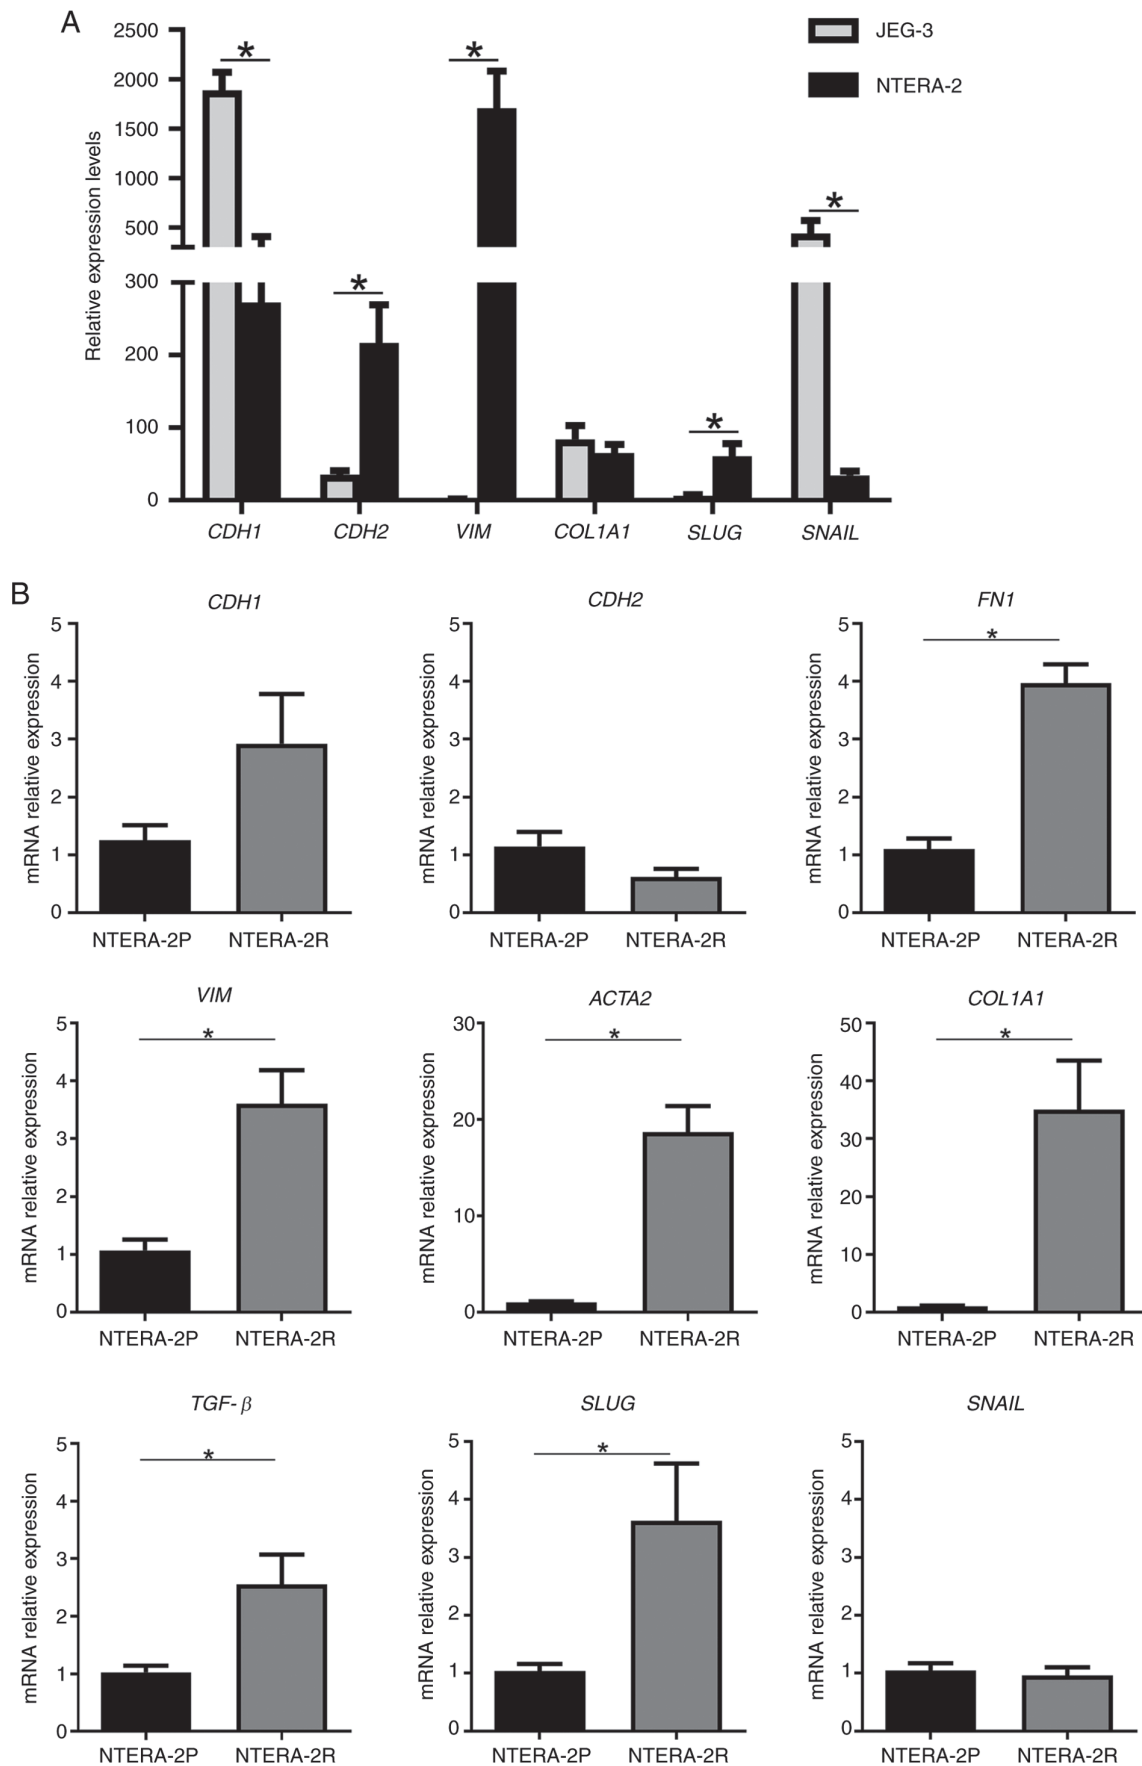 A
JEG-3
NTERA-2
Relative expression levels
2500
2000
1500
1000
500
300
200
100
0
*
*
*
*
*
CDH1
CDH2
VIM
COL1A1
SLUG
SNAIL
B
CDH1
mRNA relative expression
5
4
3
2
1
0
NTERA-2P
NTERA-2R
CDH2
mRNA relative expression
5
4
3
2
1
0
NTERA-2P
NTERA-2R
FN1
mRNA relative expression
5
4
3
2
1
0
*
NTERA-2P
NTERA-2R
VIM
mRNA relative expression
5
4
3
2
1
0
*
NTERA-2P
NTERA-2R
ACTA2
mRNA relative expression
30
20
10
0
*
NTERA-2P
NTERA-2R
COL1A1
mRNA relative expression
50
40
30
20
10
0
*
NTERA-2P
NTERA-2R
TGF-β
mRNA relative expression
5
4
3
2
1
0
*
NTERA-2P
NTERA-2R
SLUG
mRNA relative expression
5
4
3
2
1
0
*
NTERA-2P
NTERA-2R
SNAIL
mRNA relative expression
5
4
3
2
1
0
NTERA-2P
NTERA-2R